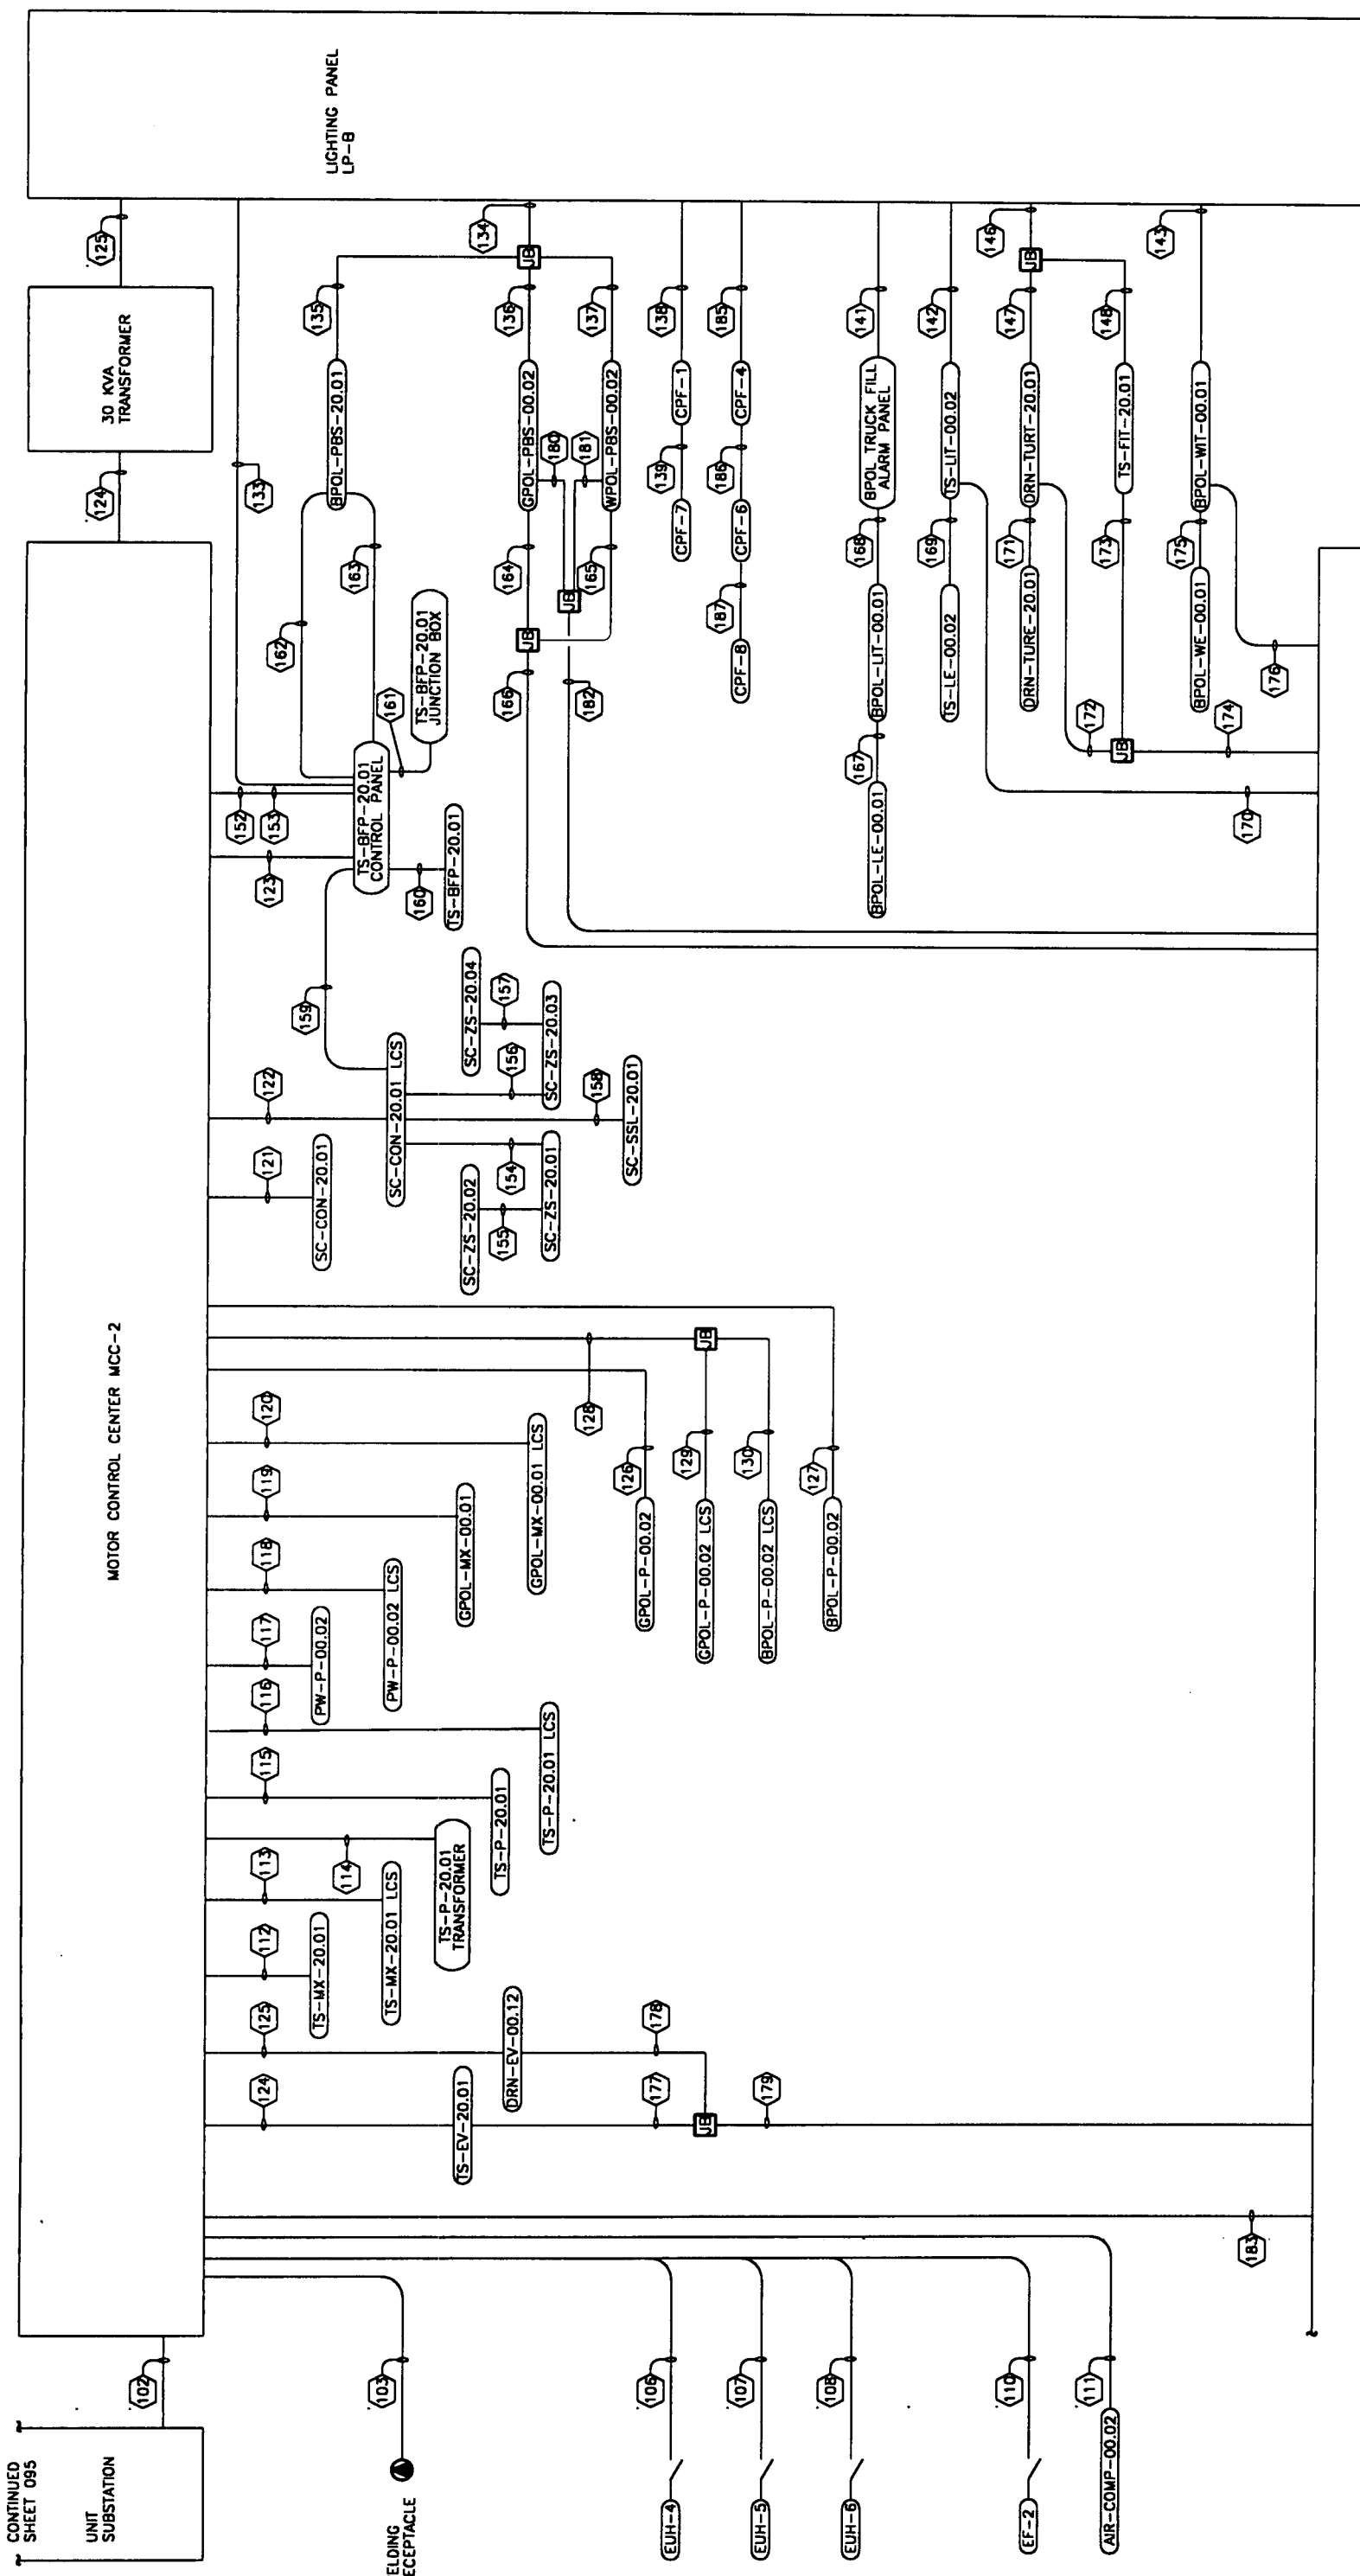 CONTINUED
SHEET 095
UNIT
SUBSTATION
102
MOTOR CONTROL CENTER MCC-2
124
30 KVA
TRANSFORMER
125
LIGHTING PANEL
LP-B
ELDING
ECEPTACLE
103
EUH-4
106
EUH-5
107
EUH-6
108
EF-2
110
AIR-COMP-00.02
111
183
124
TS-EV-20.01
177
JB
179
125
DRN-EV-00.12
178
112
TS-MX-20.01
113
TS-MX-20.01 LCS
114
TS-P-20.01
TRANSFORMER
115
TS-P-20.01
116
TS-P-20.01 LCS
117
PW-P-00.02
118
PW-P-00.02 LCS
119
GPOL-MX-00.01
120
GPOL-MX-00.01 LCS
128
JB
126
GPOL-P-00.02
129
GPOL-P-00.02 LCS
130
BPOL-P-00.02 LCS
127
BPOL-P-00.02
121
SC-CON-20.01
122
SC-CON-20.01 LCS
154
155
SC-ZS-20.02
SC-ZS-20.01
156
157
SC-ZS-20.04
SC-ZS-20.03
158
SC-SSL-20.01
159
123
152
153
TS-BFP-20.01
CONTROL PANEL
160
TS-BFP-20.01
161
TS-BFP-20.01
JUNCTION BOX
162
163
133
BPOL-PBS-20.01
135
134
JB
166
JB
164
GPOL-PBS-00.02
136
180
182
JB
181
165
WPOL-PBS-00.02
137
CPF-7
139
CPF-1
138
CPF-8
187
CPF-6
186
CPF-4
185
BPOL-LE-00.01
167
BPOL-LIT-00.01
168
BPOL TRUCK FILL
ALARM PANEL
141
TS-LE-00.02
169
TS-LIT-00.02
142
170
DRN-TURE-20.01
171
DRN-TURT-20.01
147
JB
146
172
JB
174
173
TS-FIT-20.01
148
BPOL-WE-00.01
175
BPOL-WIT-00.01
143
176